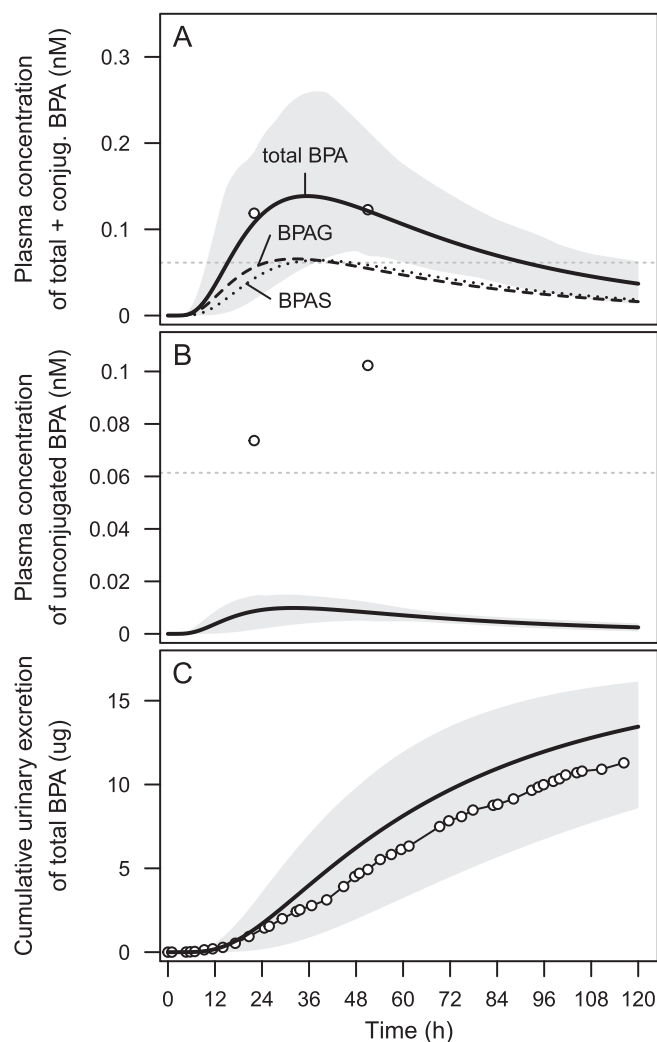 A
Plasma concentration
of total + conjug. BPA (nM)
0.3
0.2
0.1
0
total BPA
BPAG
BPAS
B
Plasma concentration
of unconjugated BPA (nM)
0.1
0.08
0.06
0.04
0.02
0
C
Cumulative urinary excretion
of total BPA (ug)
15
10
5
0
0 12 24 36 48 60 72 84 96 108 120
Time (h)